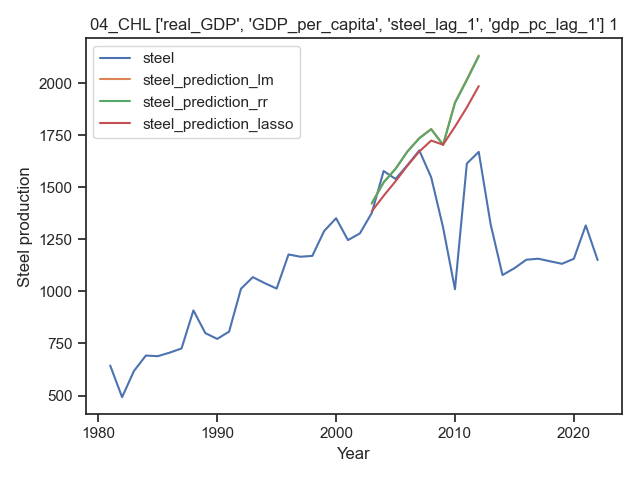 04_CHL ['real_GDP', 'GDP_per_capita', 'steel_lag_1', 'gdp_pc_lag_1'] 1
steel
steel_prediction_lm
steel_prediction_rr
steel_prediction_lasso
2000
1750
1500
1250
1000
750
500
Steel production
1980
1990
2000
2010
2020
Year